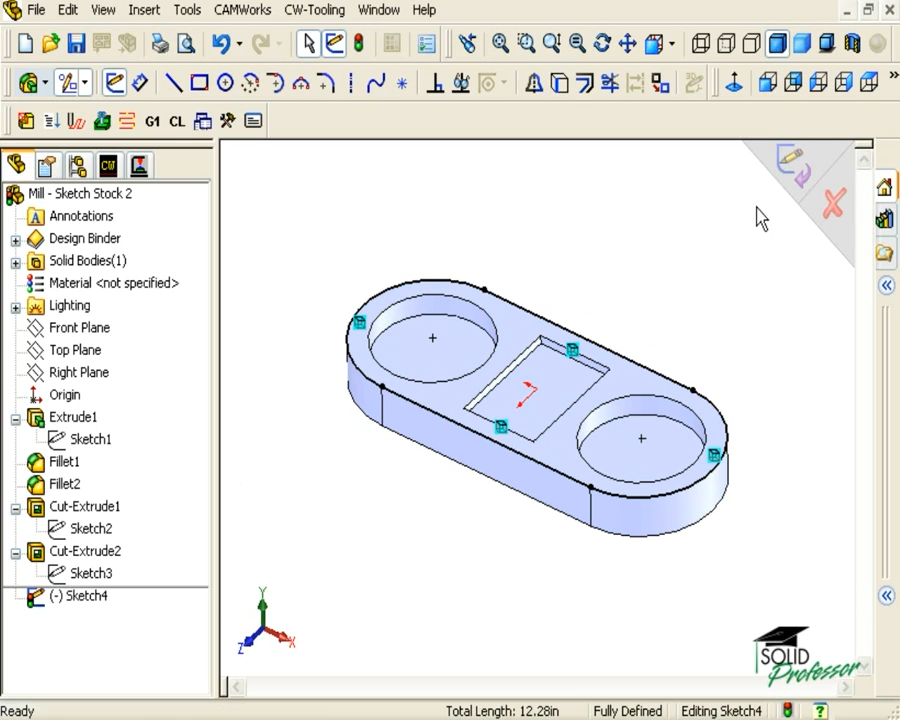 File Edit View Insert Tools CAMWorks CW-Tooling Window Help
G1 CL
CW
Mill - Sketch Stock 2
A Annotations
Design Binder
Solid Bodies(1)
Material <not specified>
Lighting
Front Plane
Top Plane
Right Plane
Origin
Extrude1
Sketch1
Fillet1
Fillet2
Cut-Extrude1
Sketch2
Cut-Extrude2
Sketch3
(-) Sketch4
Y
X
Z
SOLID
Professor
Ready Total Length: 12.28in Fully Defined Editing Sketch4 ?